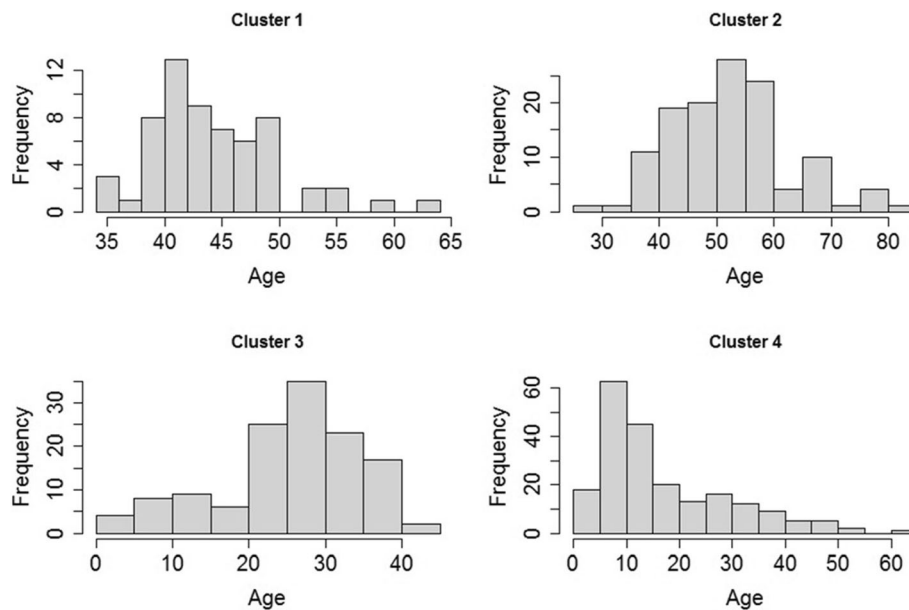 Cluster 1
Frequency
0 4 8 12
35 40 45 50 55 60 65
Age
Cluster 2
Frequency
0 10 20
30 40 50 60 70 80
Age
Cluster 3
Frequency
0 10 20 30
0 10 20 30 40
Age
Cluster 4
Frequency
0 20 40 60
0 10 20 30 40 50 60
Age